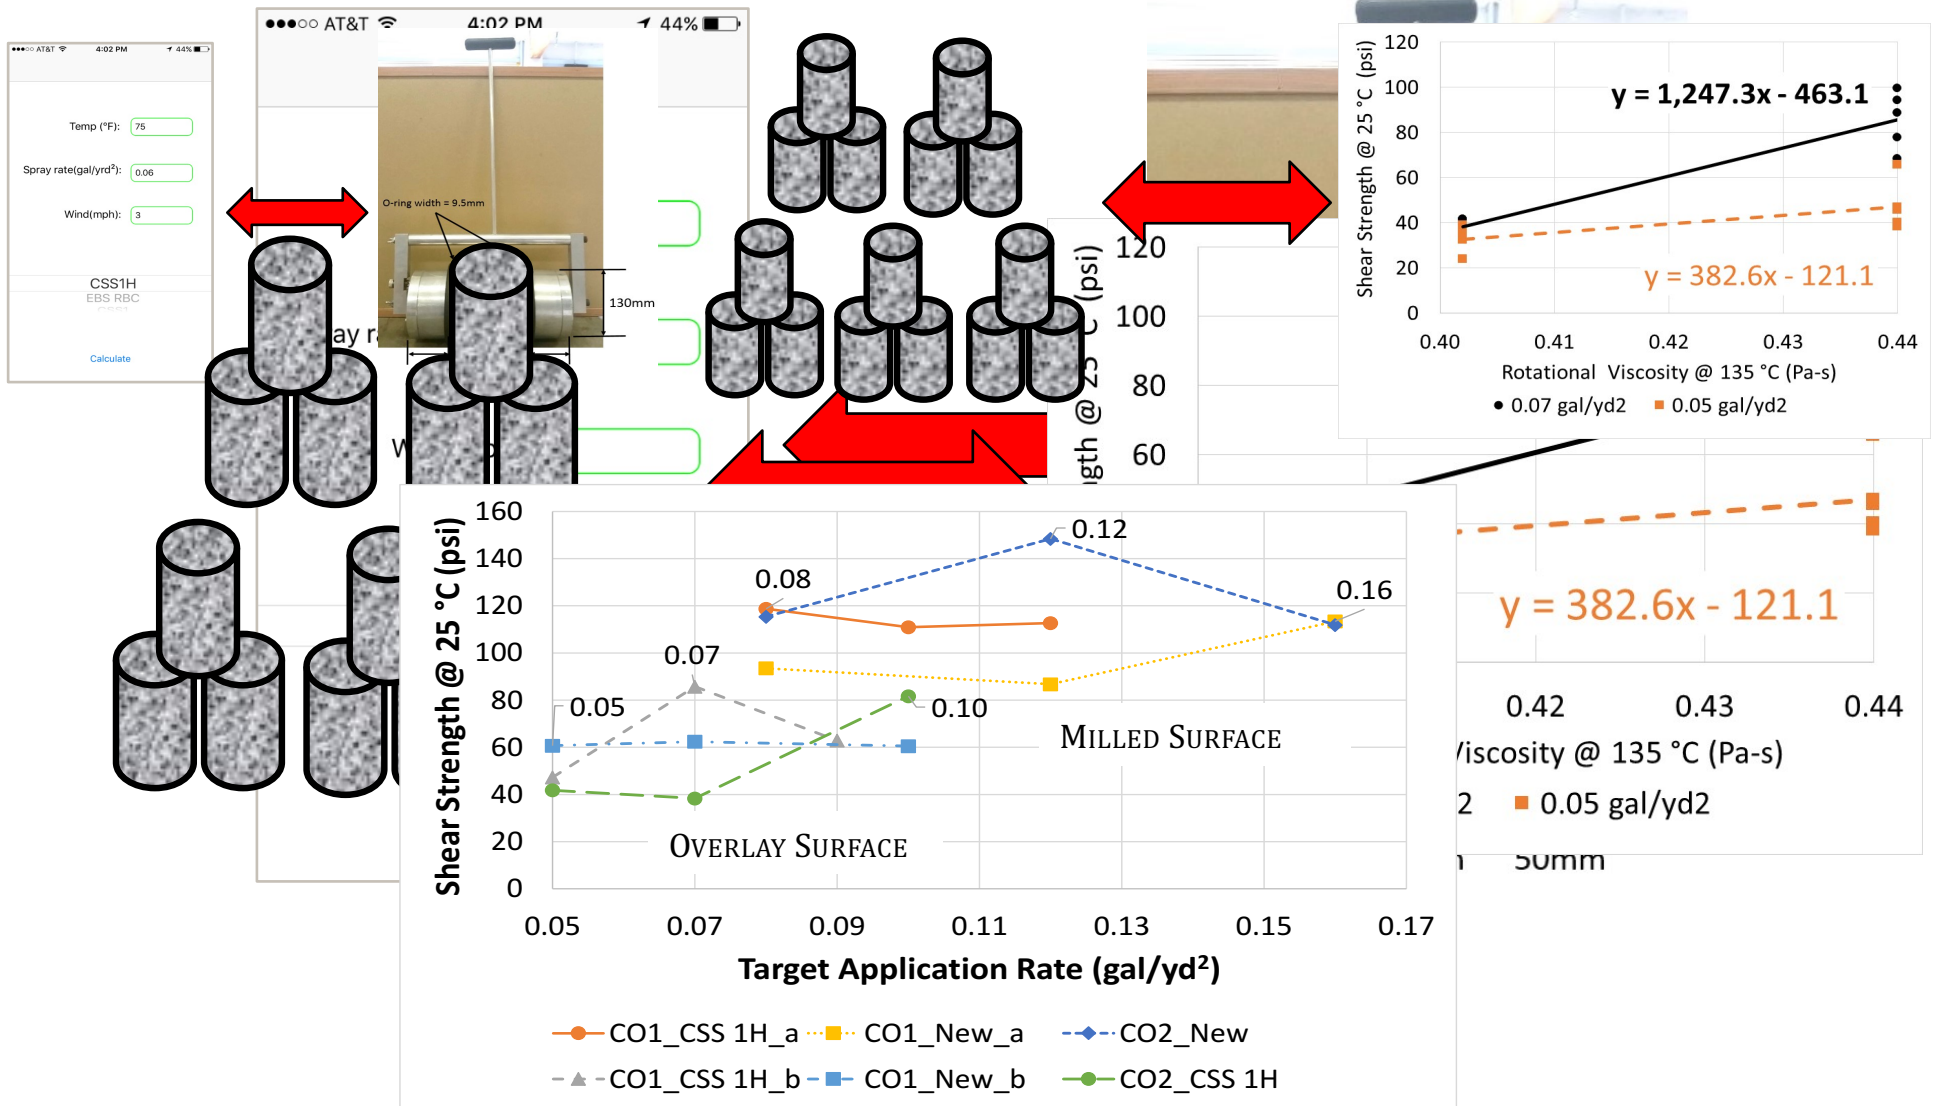 AT&T 4:02 PM 44%
Temp (°F): 75
Spray rate(gal/yrd²): 0.06
Wind(mph): 3
CSS1H
EBS RBC
CSS1
Calculate
AT&T 4:02 PM 44%
O-ring width = 9.5mm
130mm
ay
W
120
100
80
60
(psi)
0.42 0.43 0.44
Viscosity @ 135 °C (Pa-s)
2 0.05 gal/yd2
y = 382.6x - 121.1
50mm
Shear Strength @ 25 °C (psi)
120
100
80
60
40
20
0
y = 1,247.3x - 463.1
y = 382.6x - 121.1
0.40 0.41 0.42 0.43 0.44
Rotational Viscosity @ 135 °C (Pa-s)
0.07 gal/yd2 0.05 gal/yd2
Shear Strength @ 25 °C (psi)
160
140
120
100
80
60
40
20
0
0.12
0.08
0.16
0.07
0.05
0.10
MILLED SURFACE
OVERLAY SURFACE
0.05 0.07 0.09 0.11 0.13 0.15 0.17
Target Application Rate (gal/yd²)
CO1_CSS 1H_a CO1_New_a CO2_New
CO1_CSS 1H_b CO1_New_b CO2_CSS 1H